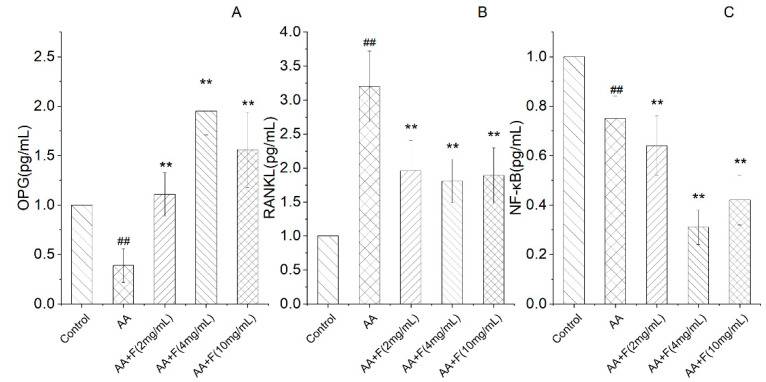 A
OPG(pg/mL)
2.5
2.0
1.5
1.0
0.5
0.0
##
**
**
**
Control
AA
AA+F(2mg/mL)
AA+F(4mg/mL)
AA+F(10mg/mL)
B
RANKL(pg/mL)
4.0
3.5
3.0
2.5
2.0
1.5
1.0
0.5
0.0
##
**
**
**
Control
AA
AA+F(2mg/mL)
AA+F(4mg/mL)
AA+F(10mg/mL)
C
NF-κB(pg/mL)
1.0
0.8
0.6
0.4
0.2
0.0
##
**
**
**
Control
AA
AA+F(2mg/mL)
AA+F(4mg/mL)
AA+F(10mg/mL)